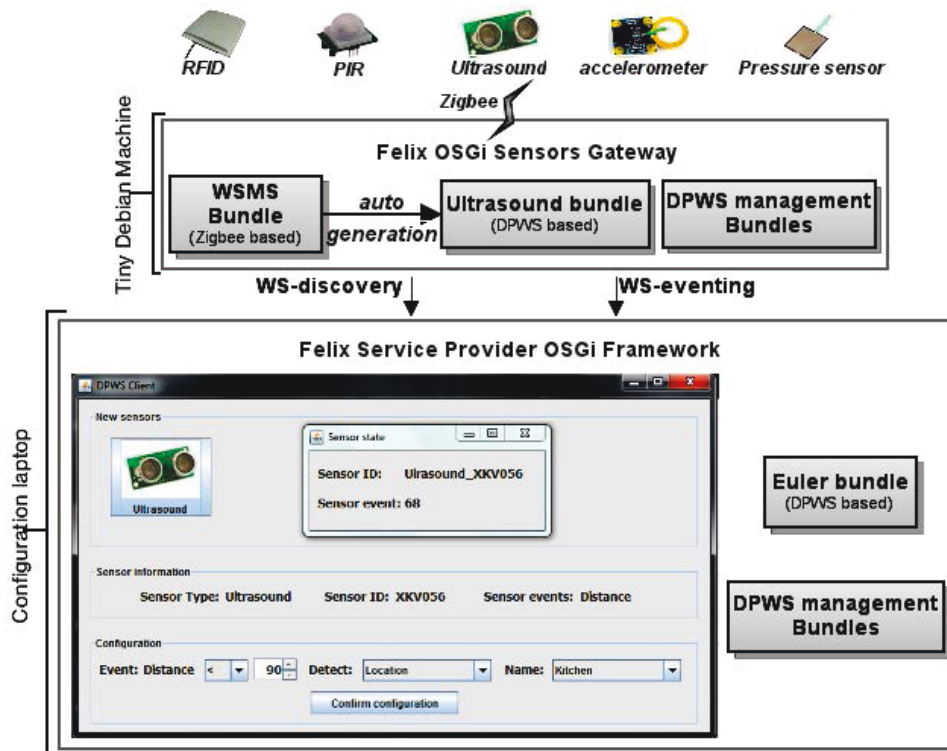 RFID
PIR
Ultrasound
accelerometer
Pressure sensor
Zigbee
Tiny Debian Machine
Felix OSGi Sensors Gateway
WSMS
Bundle
(Zigbee based)
auto
generation
Ultrasound bundle
(DPWS based)
DPWS management
Bundles
WS-discovery
WS-eventing
Configuration laptop
Felix Service Provider OSGi Framework
DPWS Client
New sensors
Ultrasound
Sensor state
Sensor ID: Uirasound_XKV056
Sensor event: 68
Euler bundle
(DPWS based)
Sensor information
Sensor Type: Ultrasound Sensor ID: XKV056 Sensor events: Distance
DPWS management
Bundles
Configuration
Event: Distance < 90 Detect: Location Name: Kitchen
Confirm configuration